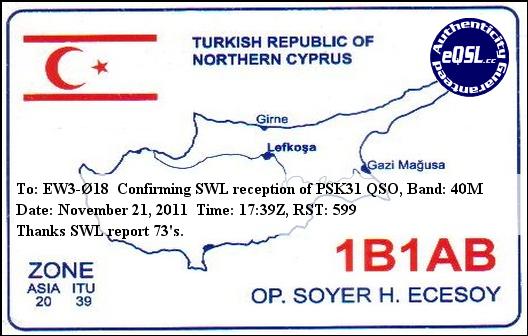 TURKISH REPUBLIC OF
NORTHERN CYPRUS
Authenticity Guaranteed
eQSL.cc
Girne
Lefkoşa
Gazi Mağusa
To: EW3-Ø18 Confirming SWL reception of PSK31 QSO, Band: 40M
Date: November 21, 2011 Time: 17:39Z, RST: 599
Thanks SWL report 73's.
1B1AB
ZONE
ASIA ITU
20 39
OP. SOYER H. ECESOY